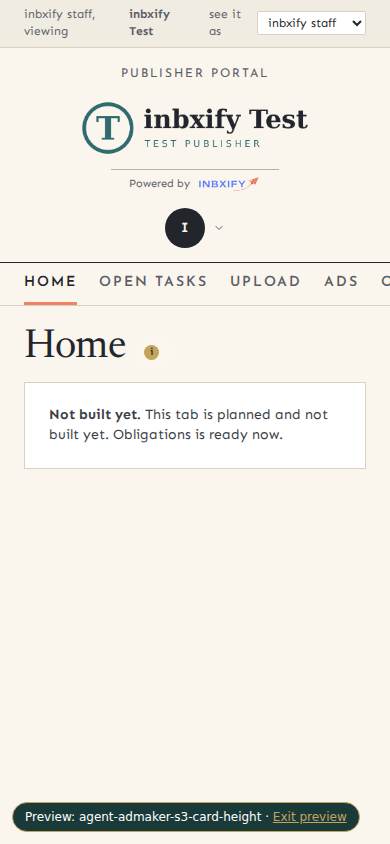 inbxify staff, viewing inbxify Test see it as inbxify staff
PUBLISHER PORTAL
T inbxify Test
TEST PUBLISHER
Powered by INBXIFY
I
HOME OPEN TASKS UPLOAD ADS
Home i
Not built yet. This tab is planned and not
built yet. Obligations is ready now.
Preview: agent-admaker-s3-card-height · Exit preview